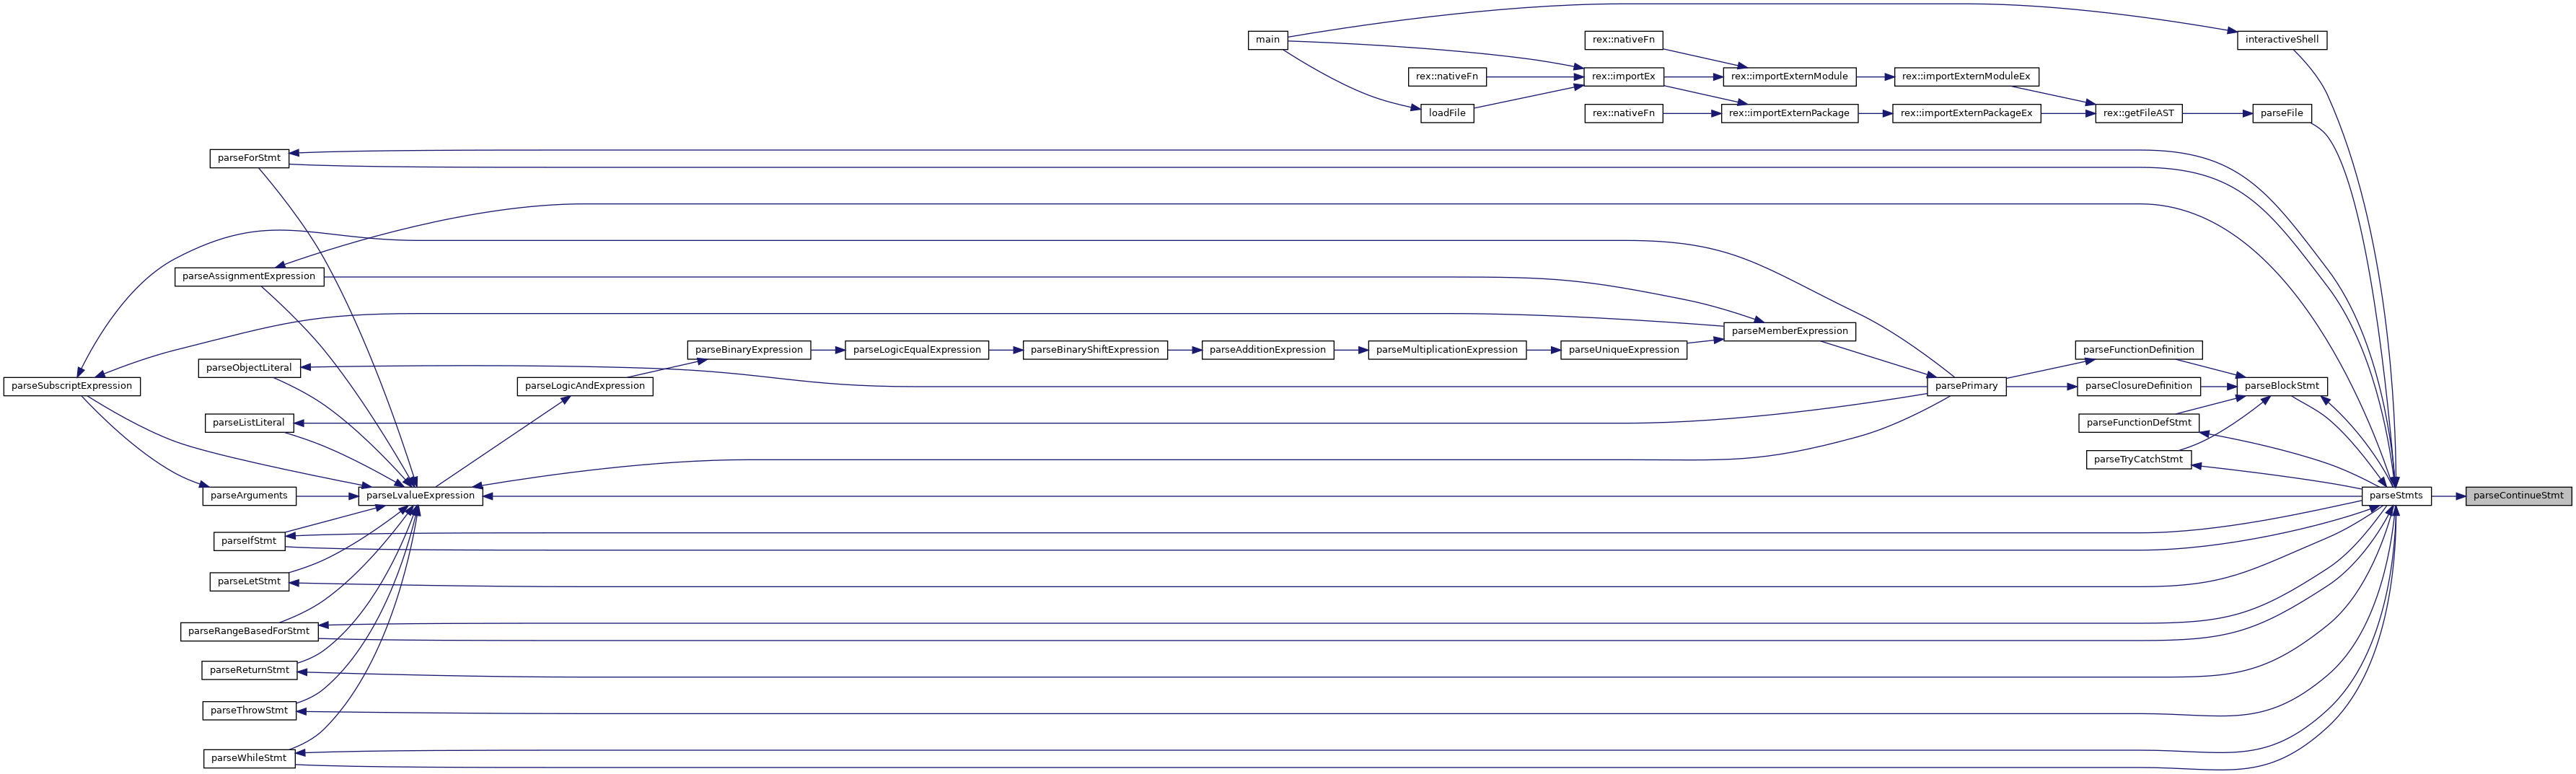 main
interactiveShell
rex::nativeFn
rex::nativeFn
rex::importEx
rex::importExternModule
rex::importExternModuleEx
loadFile
rex::nativeFn
rex::importExternPackage
rex::importExternPackageEx
rex::getFileAST
parseFile
parseForStmt
parseAssignmentExpression
parseMemberExpression
parseBinaryExpression
parseLogicEqualExpression
parseBinaryShiftExpression
parseAdditionExpression
parseMultiplicationExpression
parseUniqueExpression
parseFunctionDefinition
parseObjectLiteral
parseSubscriptExpression
parseLogicAndExpression
parsePrimary
parseClosureDefinition
parseBlockStmt
parseListLiteral
parseFunctionDefStmt
parseTryCatchStmt
parseArguments
parseLvalueExpression
parseStmts
parseContinueStmt
parseIfStmt
parseLetStmt
parseRangeBasedForStmt
parseReturnStmt
parseThrowStmt
parseWhileStmt